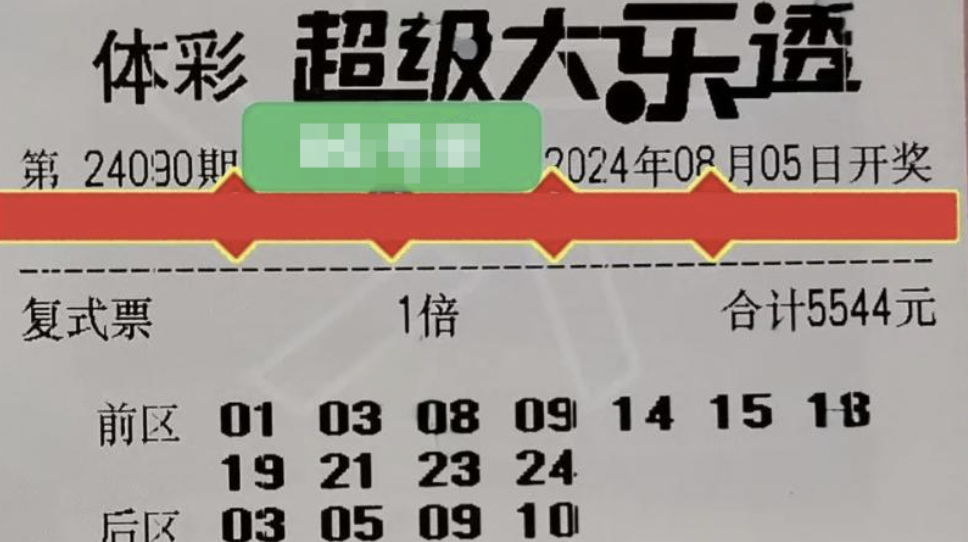 体彩 超级大乐透
第 24090期 2024年08月05日开奖
复式票 1倍 合计5544元
前区 01 03 08 09 14 15 18
19 21 23 24
后区 03 05 09 10